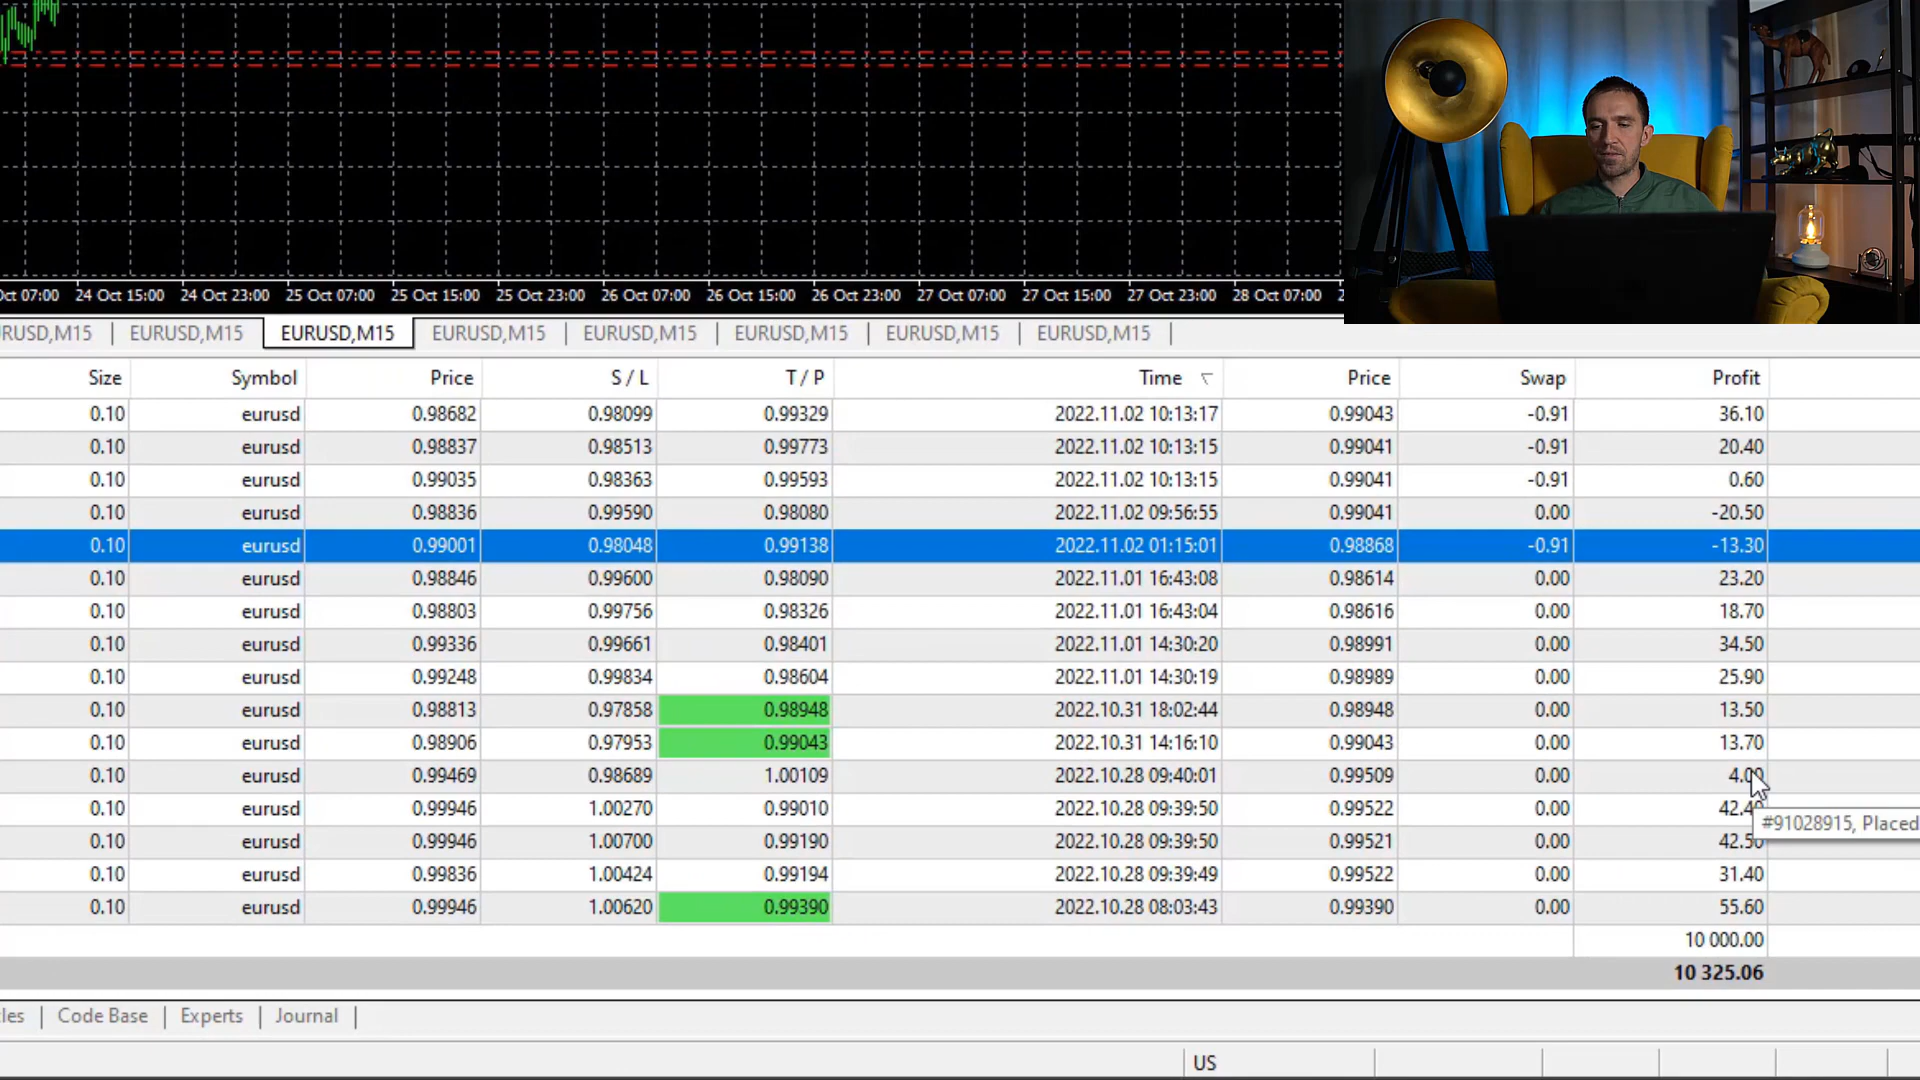 Oct 07:00 24 Oct 15:00 24 Oct 23:00 25 Oct 07:00 25 Oct 15:00 25 Oct 23:00 26 Oct 07:00 26 Oct 15:00 26 Oct 23:00 27 Oct 07:00 27 Oct 15:00 27 Oct 23:00 28 Oct 07:00 2
RUSD,M15 | EURUSD,M15 EURUSD,M15 EURUSD,M15 | EURUSD,M15 | EURUSD,M15 | EURUSD,M15 | EURUSD,M15 |
Size Symbol Price S / L T / P Time Price Swap Profit
0.10 eurusd 0.98682 0.98099 0.99329 2022.11.02 10:13:17 0.99043 -0.91 36.10
0.10 eurusd 0.98837 0.98513 0.99773 2022.11.02 10:13:15 0.99041 -0.91 20.40
0.10 eurusd 0.99035 0.98363 0.99593 2022.11.02 10:13:15 0.99041 -0.91 0.60
0.10 eurusd 0.98836 0.99590 0.98080 2022.11.02 09:56:55 0.99041 0.00 -20.50
0.10 eurusd 0.99001 0.98048 0.99138 2022.11.02 01:15:01 0.98868 -0.91 -13.30
0.10 eurusd 0.98846 0.99600 0.98090 2022.11.01 16:43:08 0.98614 0.00 23.20
0.10 eurusd 0.98803 0.99756 0.98326 2022.11.01 16:43:04 0.98616 0.00 18.70
0.10 eurusd 0.99336 0.99661 0.98401 2022.11.01 14:30:20 0.98991 0.00 34.50
0.10 eurusd 0.99248 0.99834 0.98604 2022.11.01 14:30:19 0.98989 0.00 25.90
0.10 eurusd 0.98813 0.97858 0.98948 2022.10.31 18:02:44 0.98948 0.00 13.50
0.10 eurusd 0.98906 0.97953 0.99043 2022.10.31 14:16:10 0.99043 0.00 13.70
0.10 eurusd 0.99469 0.98689 1.00109 2022.10.28 09:40:01 0.99509 0.00 4.00
0.10 eurusd 0.99946 1.00270 0.99010 2022.10.28 09:39:50 0.99522 0.00 42.40
0.10 eurusd 0.99946 1.00700 0.99190 2022.10.28 09:39:50 0.99521 0.00 42.50
#91028915, Placed
0.10 eurusd 0.99836 1.00424 0.99194 2022.10.28 09:39:49 0.99522 0.00 31.40
0.10 eurusd 0.99946 1.00620 0.99390 2022.10.28 08:03:43 0.99390 0.00 55.60
10 000.00
10 325.06
les | Code Base | Experts | Journal |
US